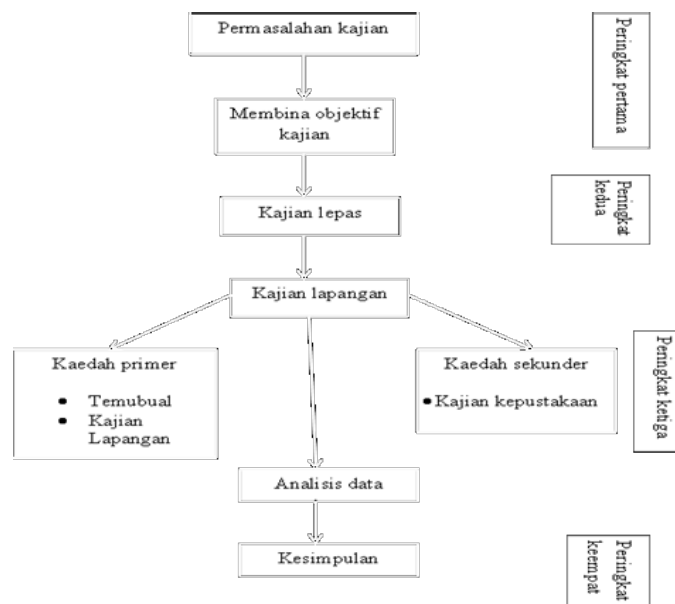 Permasalahan kajian
Peringkat pertama
Membina objektif
kajian
Peringkat
kedua
Kajian lepas
Kajian lapangan
Kaedah primer
• Temubual
• Kajian
Lapangan
Kaedah sekunder
• Kajian kepustakaan
Peringkat ketiga
Analisis data
Kesimpulan
Peringkat
keempat